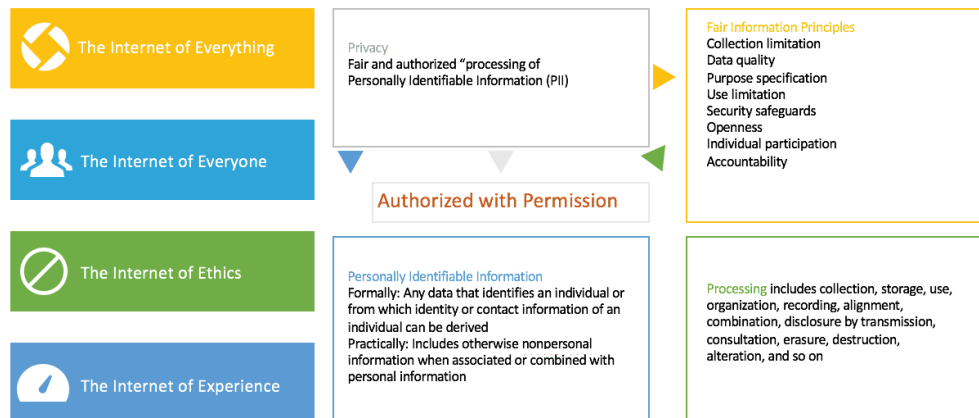 The Internet of Everything
The Internet of Everyone
The Internet of Ethics
The Internet of Experience
Privacy
Fair and authorized “processing of
Personally Identifiable Information (PII)
Fair Information Principles
Collection limitation
Data quality
Purpose specification
Use limitation
Security safeguards
Openness
Individual participation
Accountability
Authorized with Permission
Personally Identifiable Information
Formally: Any data that identifies an individual or
from which identity or contact information of an
individual can be derived
Practically: Includes otherwise nonpersonal
information when associated or combined with
personal information
Processing includes collection, storage, use,
organization, recording, alignment,
combination, disclosure by transmission,
consultation, erasure, destruction,
alteration, and so on